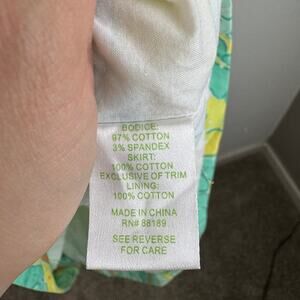 BODICE:
97% COTTON
3% SPANDEX
SKIRT:
100% COTTON
EXCLUSIVE OF TRIM
LINING:
100% COTTON
MADE IN CHINA
RN# 88189
SEE REVERSE
FOR CARE